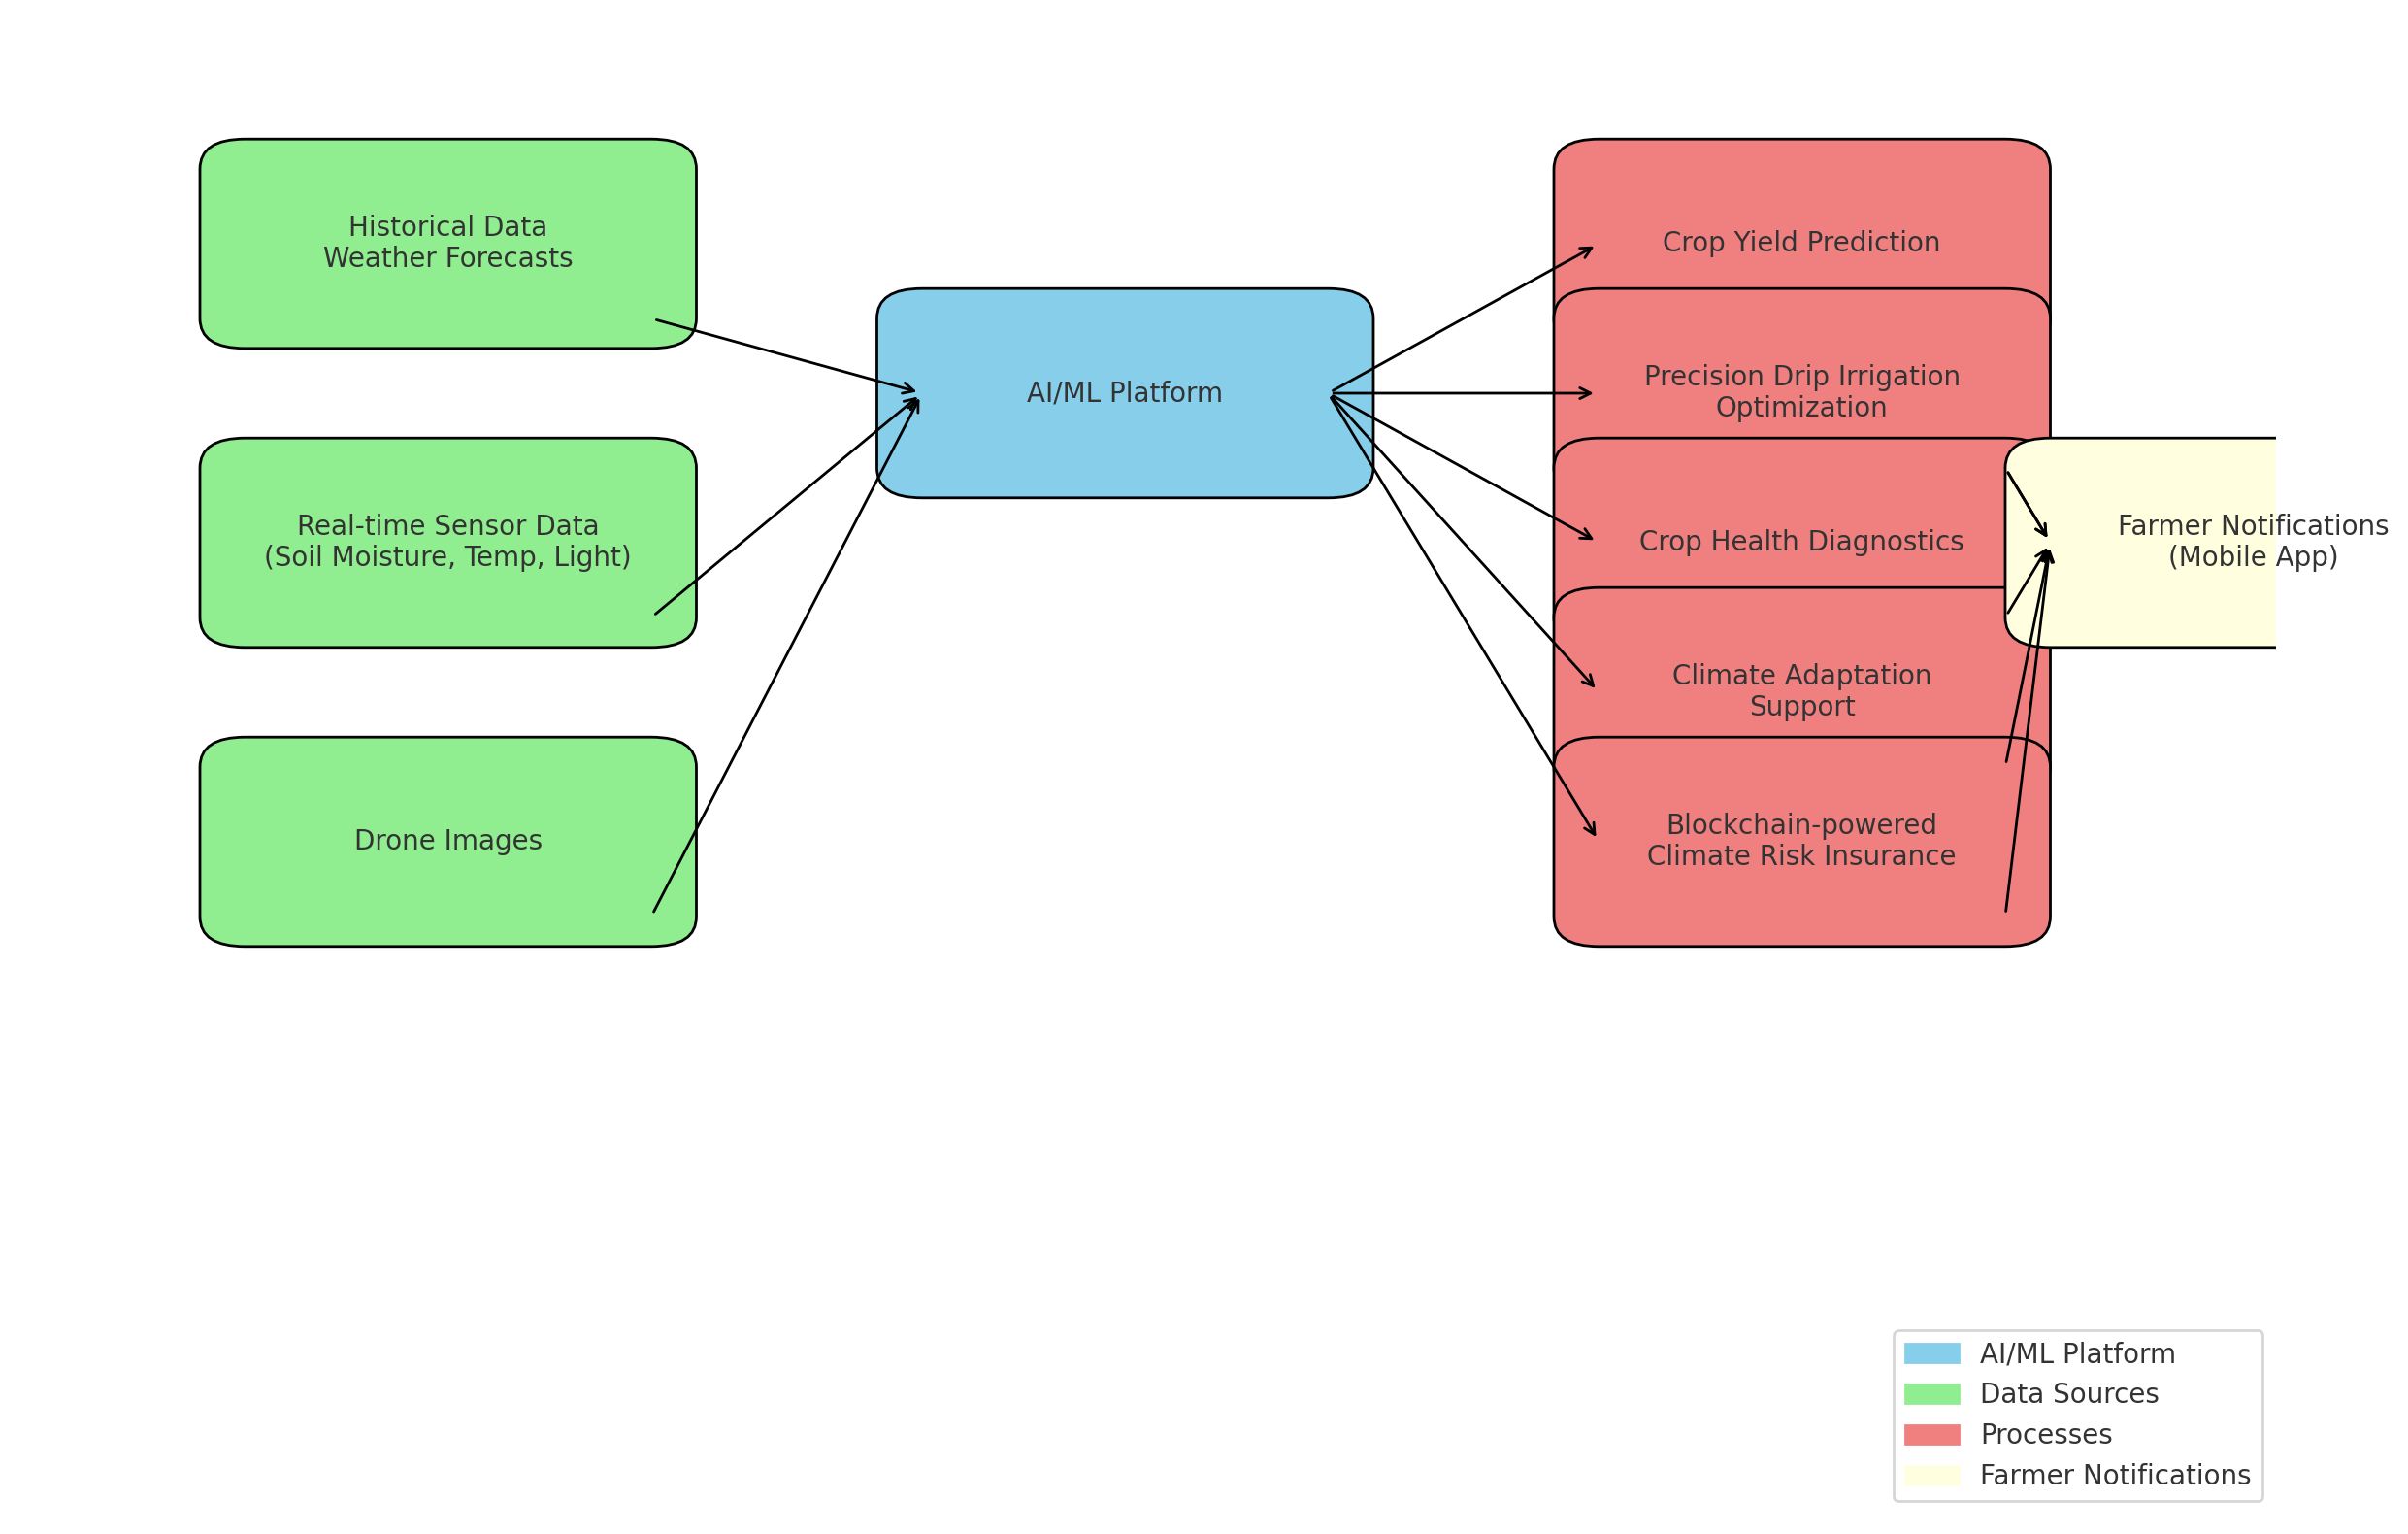 Historical Data
Weather Forecasts
Real-time Sensor Data
(Soil Moisture, Temp, Light)
Drone Images
AI/ML Platform
Crop Yield Prediction
Precision Drip Irrigation
Optimization
Crop Health Diagnostics
Climate Adaptation
Support
Blockchain-powered
Climate Risk Insurance
Farmer Notifications
(Mobile App)
AI/ML Platform
Data Sources
Processes
Farmer Notifications